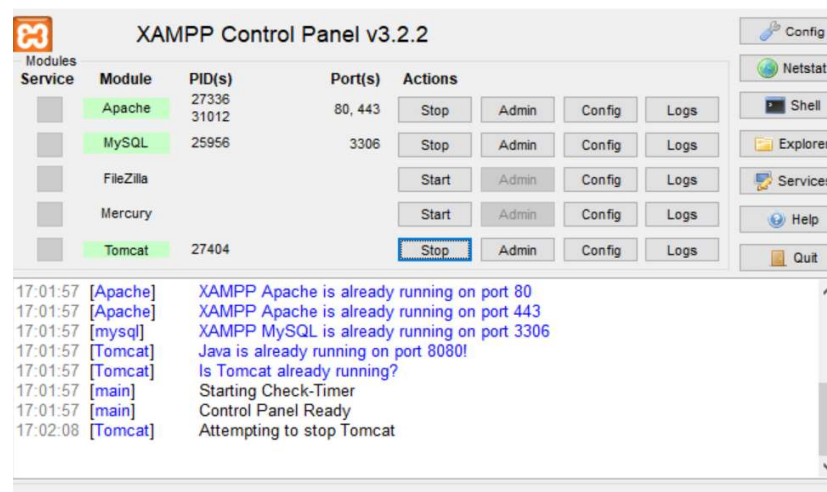 XAMPP Control Panel v3.2.2
Config
Netstat
Shell
Explorer
Services
Help
Quit
Modules
Service Module PID(s) Port(s) Actions
Apache 27336 31012 80, 443 Stop Admin Config Logs
MySQL 25956 3306 Stop Admin Config Logs
FileZilla Start Admin Config Logs
Mercury Start Admin Config Logs
Tomcat 27404 Stop Admin Config Logs
17:01:57 [Apache] XAMPP Apache is already running on port 80
17:01:57 [Apache] XAMPP Apache is already running on port 443
17:01:57 [mysql] XAMPP MySQL is already running on port 3306
17:01:57 [Tomcat] Java is already running on port 8080!
17:01:57 [Tomcat] Is Tomcat already running?
17:01:57 [main] Starting Check-Timer
17:01:57 [main] Control Panel Ready
17:02:08 [Tomcat] Attempting to stop Tomcat